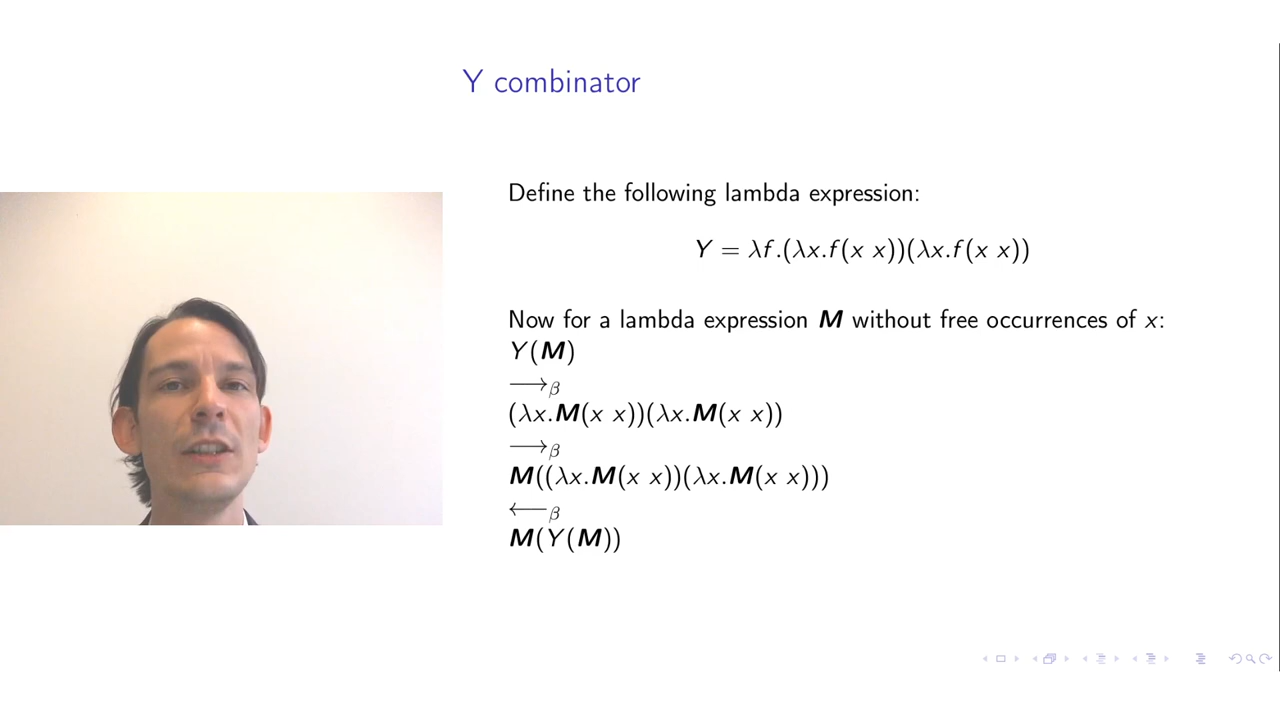 Y combinator
Define the following lambda expression:
Y = λf.(λx.f(x x))(λx.f(x x))
Now for a lambda expression M without free occurrences of x:
Y(M)
⟶β
(λx.M(x x))(λx.M(x x))
⟶β
M((λx.M(x x))(λx.M(x x)))
⟵β
M(Y(M))